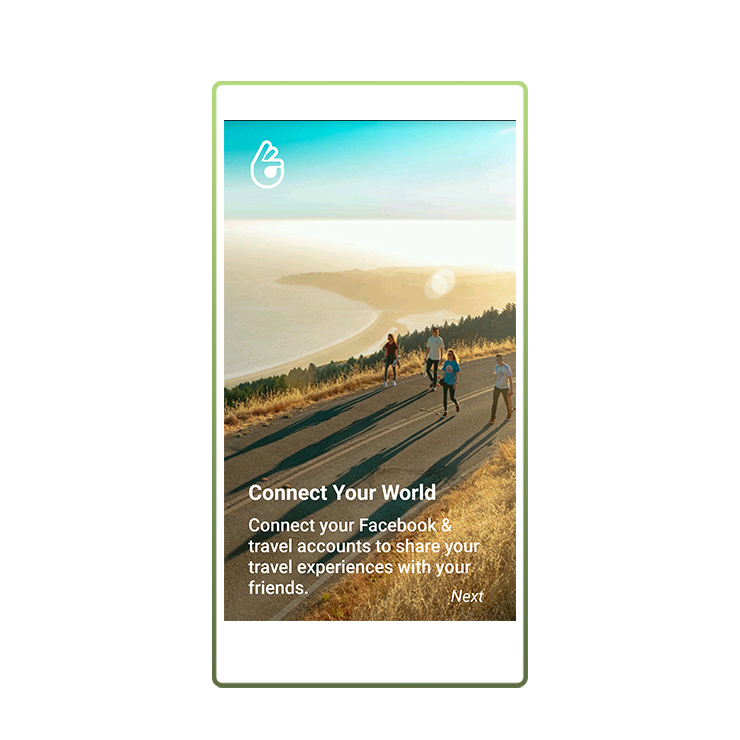 Connect Your World
Connect your Facebook &
travel accounts to share your
travel experiences with your
friends.
Next